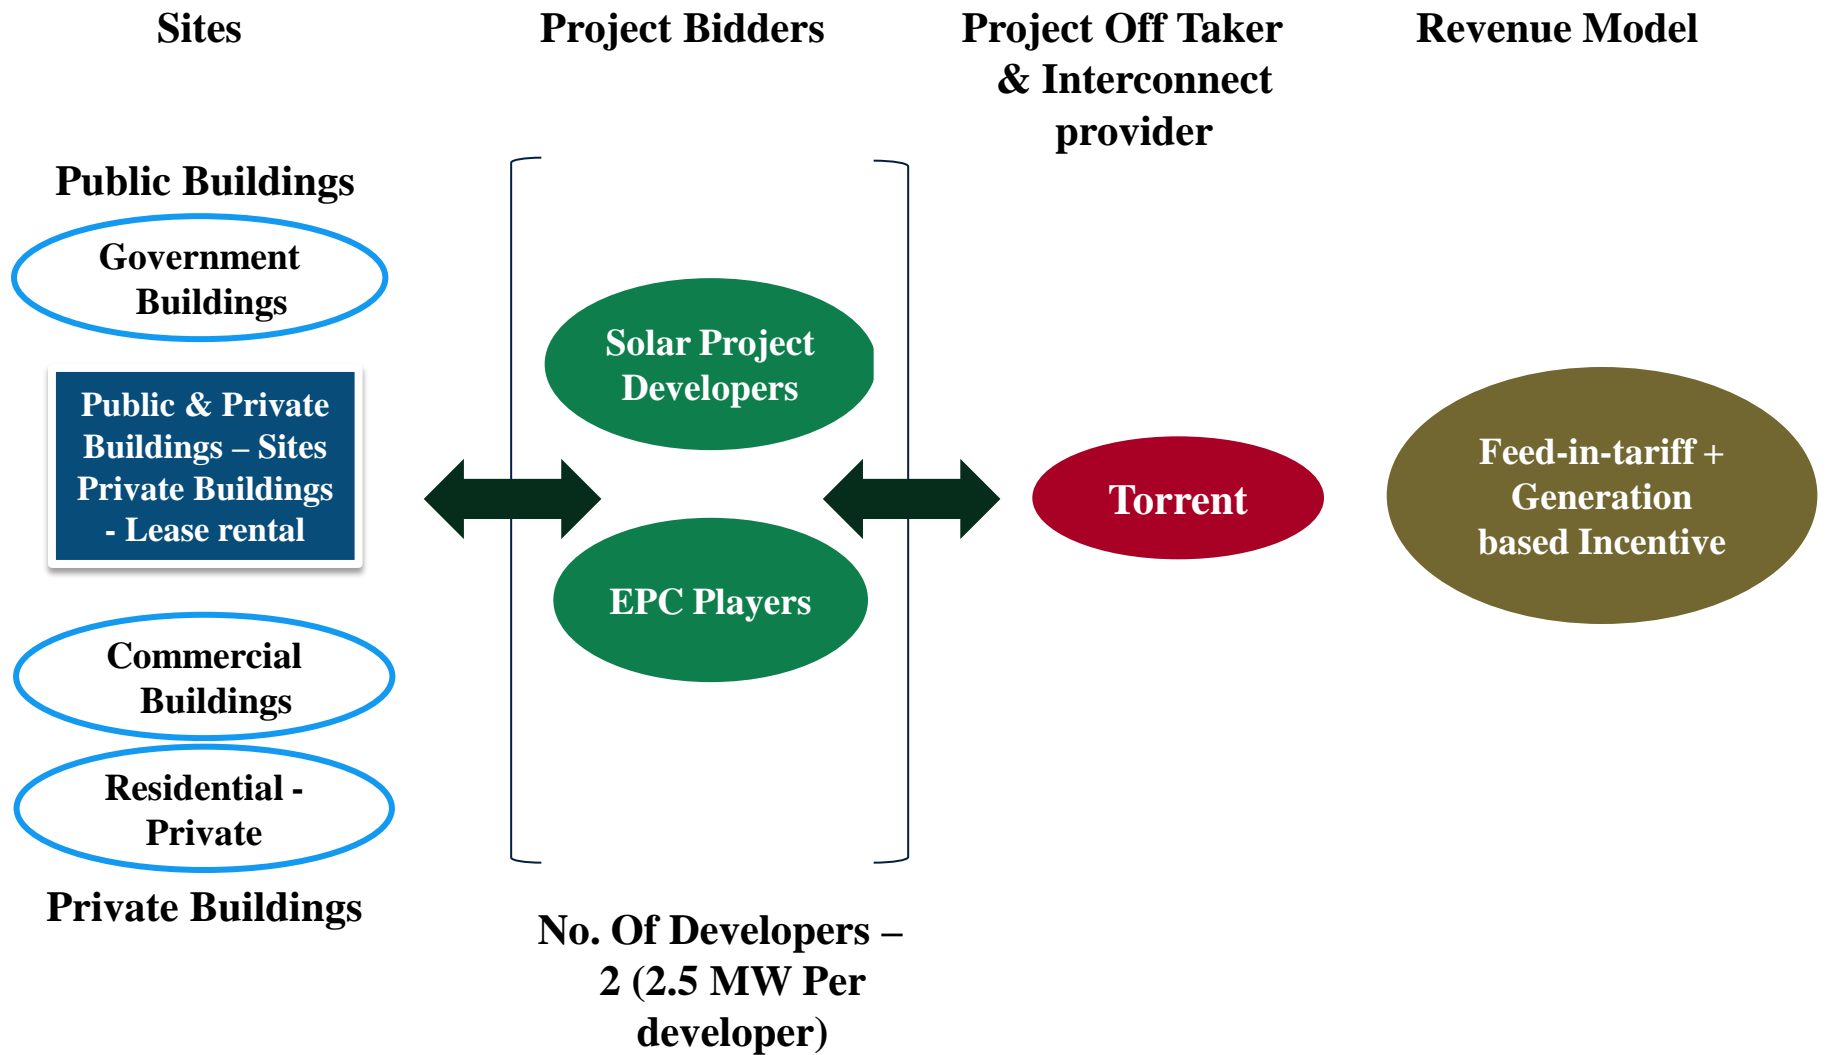 Sites
Project Bidders
Project Off Taker
& Interconnect
provider
Revenue Model
Public Buildings
Government
Buildings
Public & Private
Buildings – Sites
Private Buildings
- Lease rental
Commercial
Buildings
Residential -
Private
Private Buildings
Solar Project
Developers
EPC Players
No. Of Developers –
2 (2.5 MW Per
developer)
Torrent
Feed-in-tariff +
Generation
based Incentive